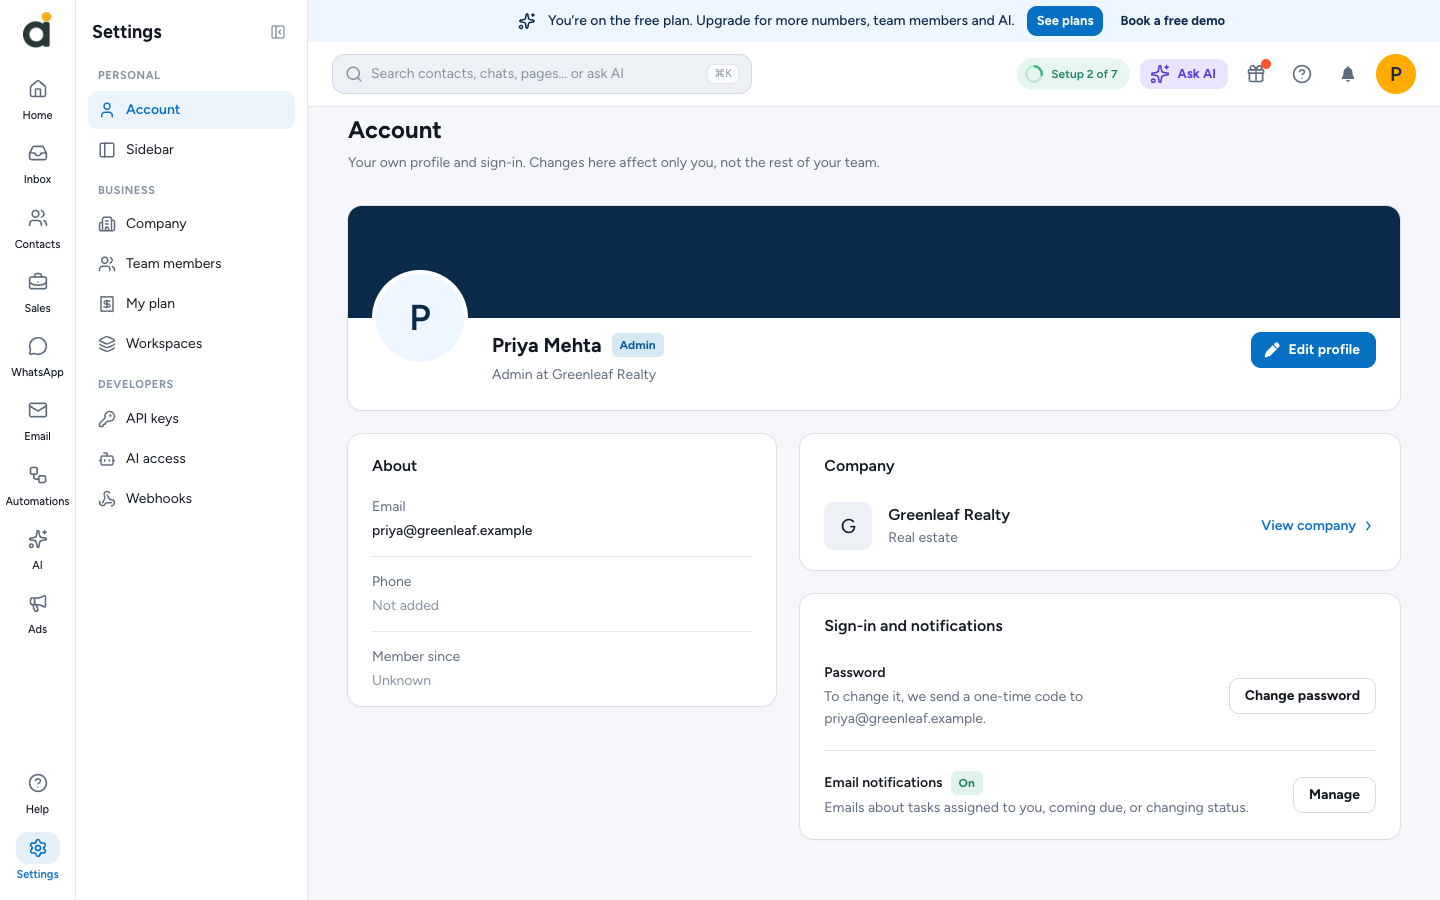 You're on the free plan. Upgrade for more numbers, team members and AI. See plans Book a free demo
Search contacts, chats, pages... or ask AI ⌘K
Setup 2 of 7
Ask AI
P
Home
Inbox
Contacts
Sales
WhatsApp
Email
Automations
AI
Ads
Help
Settings
Settings
PERSONAL
Account
Sidebar
BUSINESS
Company
Team members
My plan
Workspaces
DEVELOPERS
API keys
AI access
Webhooks
Account
Your own profile and sign-in. Changes here affect only you, not the rest of your team.
P
Priya Mehta Admin
Admin at Greenleaf Realty
Edit profile
About
Email
priya@greenleaf.example
Phone
Not added
Member since
Unknown
Company
G
Greenleaf Realty
Real estate
View company
Sign-in and notifications
Password
To change it, we send a one-time code to
priya@greenleaf.example.
Change password
Email notifications On
Emails about tasks assigned to you, coming due, or changing status.
Manage